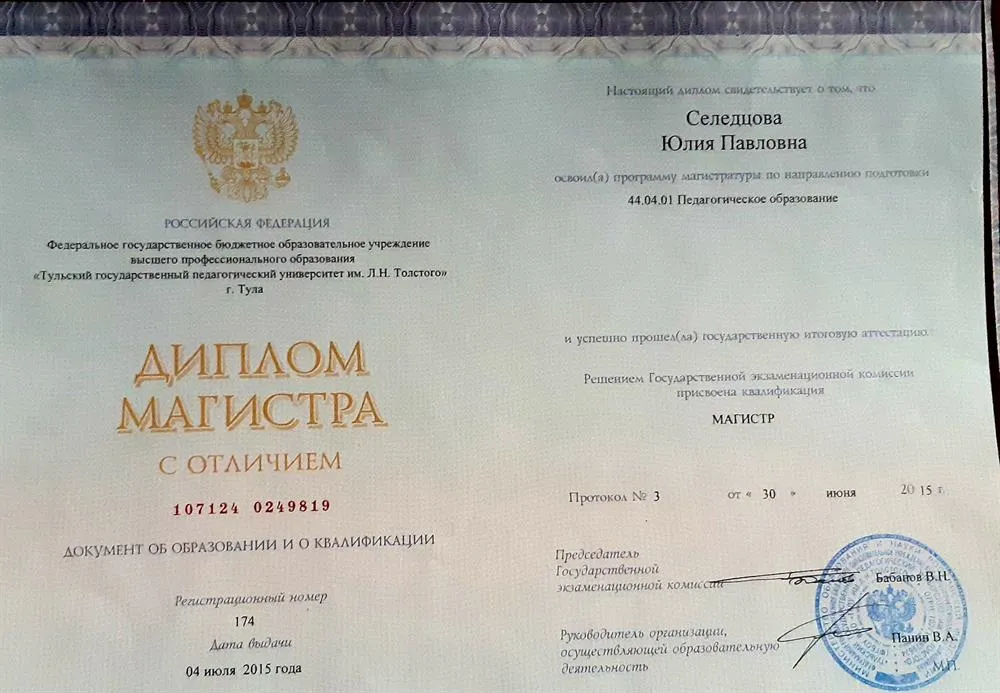 РОССИЙСКАЯ ФЕДЕРАЦИЯ
Федеральное государственное бюджетное образовательное учреждение
высшего профессионального образования
«Тульский государственный педагогический университет им. Л.Н. Толстого»
г. Тула
ДИПЛОМ
МАГИСТРА
С ОТЛИЧИЕМ
107124 0249819
ДОКУМЕНТ ОБ ОБРАЗОВАНИИ И О КВАЛИФИКАЦИИ
Регистрационный номер
174
Дата выдачи
04 июля 2015 года
Настоящий диплом свидетельствует о том, что
Селедцова
Юлия Павловна
освоил(а) программу магистратуры по направлению подготовки
44.04.01 Педагогическое образование
и успешно прошел(ла) государственную итоговую аттестацию
Решением Государственной экзаменационной комиссии
присвоена квалификация
МАГИСТР
Протокол № 3 от « 30 » июня 20 15 г.
Председатель
Государственной
экзаменационной комиссии Бабанов В.Н.
Руководитель организации,
осуществляющей образовательную
деятельность Панин В.А.
М.П.